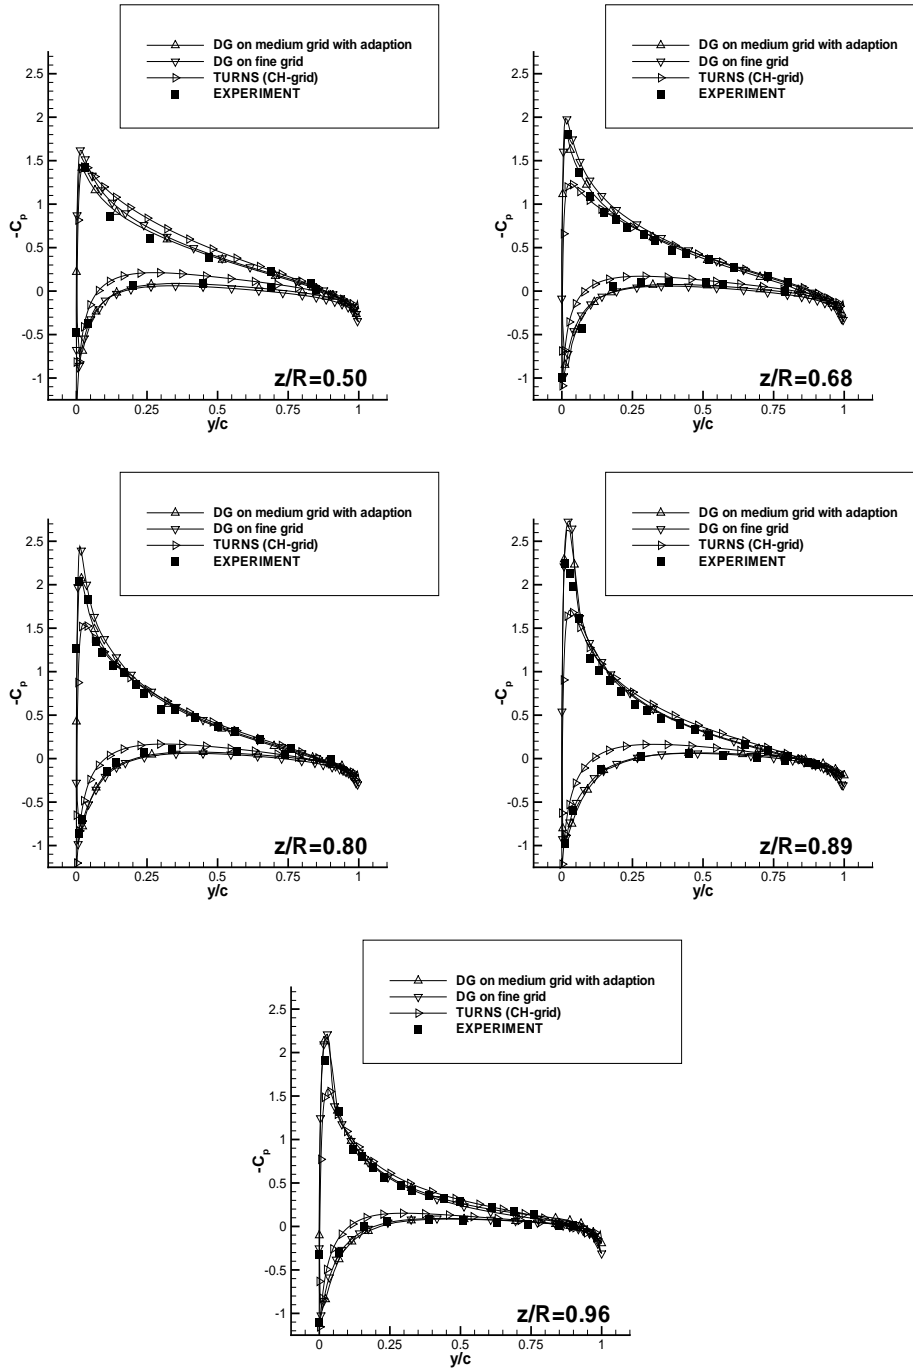 DG on medium grid with adaption
DG on fine grid
TURNS (CH-grid)
EXPERIMENT
2.5
2
1.5
1
0.5
0
-0.5
-1
-Cp
0
0.25
0.5
0.75
1
y/c
z/R=0.50
DG on medium grid with adaption
DG on fine grid
TURNS (CH-grid)
EXPERIMENT
2.5
2
1.5
1
0.5
0
-0.5
-1
-Cp
0
0.25
0.5
0.75
1
y/c
z/R=0.68
DG on medium grid with adaption
DG on fine grid
TURNS (CH-grid)
EXPERIMENT
2.5
2
1.5
1
0.5
0
-0.5
-1
-Cp
0
0.25
0.5
0.75
1
y/c
z/R=0.80
DG on medium grid with adaption
DG on fine grid
TURNS (CH-grid)
EXPERIMENT
2.5
2
1.5
1
0.5
0
-0.5
-1
-Cp
0
0.25
0.5
0.75
1
y/c
z/R=0.89
DG on medium grid with adaption
DG on fine grid
TURNS (CH-grid)
EXPERIMENT
2.5
2
1.5
1
0.5
0
-0.5
-1
-Cp
0
0.25
0.5
0.75
1
y/c
z/R=0.96